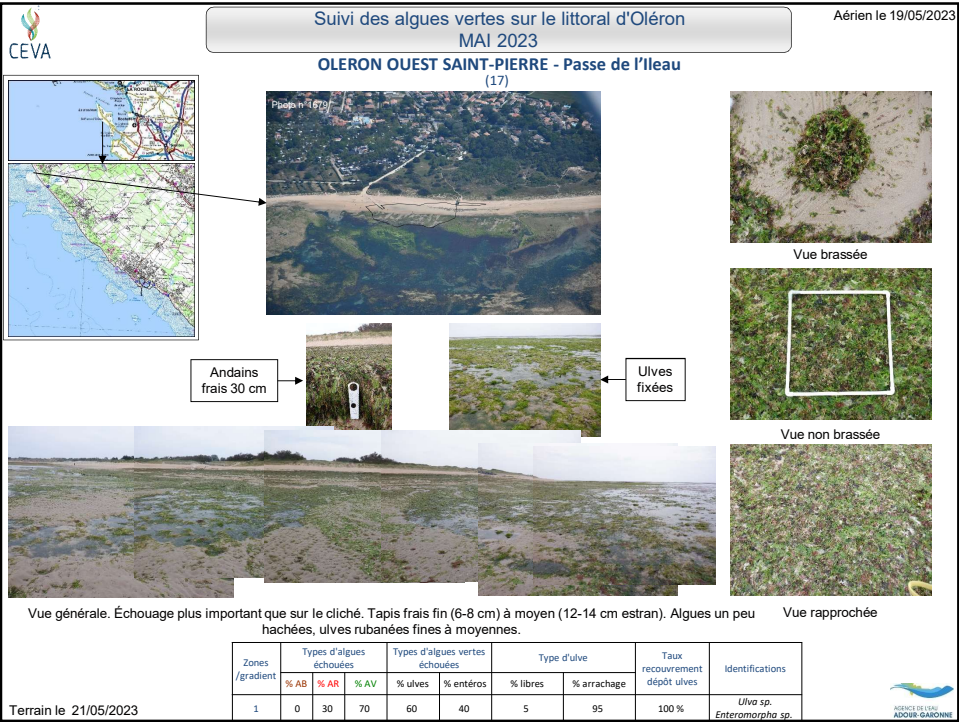 CEVA
Suivi des algues vertes sur le littoral d'Oléron
MAI 2023
Aérien le 19/05/2023
OLERON OUEST SAINT-PIERRE - Passe de l'Ileau
(17)
Photo n°1679
LA ROCHELLE
Vue brassée
Andains
frais 30 cm
Ulves
fixées
Vue non brassée
Vue générale. Échouage plus important que sur le cliché. Tapis frais fin (6-8 cm) à moyen (12-14 cm estran). Algues un peu
hachées, ulves rubanées fines à moyennes.
Vue rapprochée
Zones
/gradient
Types d'algues
échouées
Types d'algues vertes
échouées
Type d'ulve
Taux
recouvrement
dépôt ulves
Identifications
% AB % AR % AV % ulves % entéros % libres % arrachage
1 0 30 70 60 40 5 95 100 % Ulva sp.
Enteromorpha sp.
Terrain le 21/05/2023
AGENCE DE L'EAU
ADOUR-GARONNE